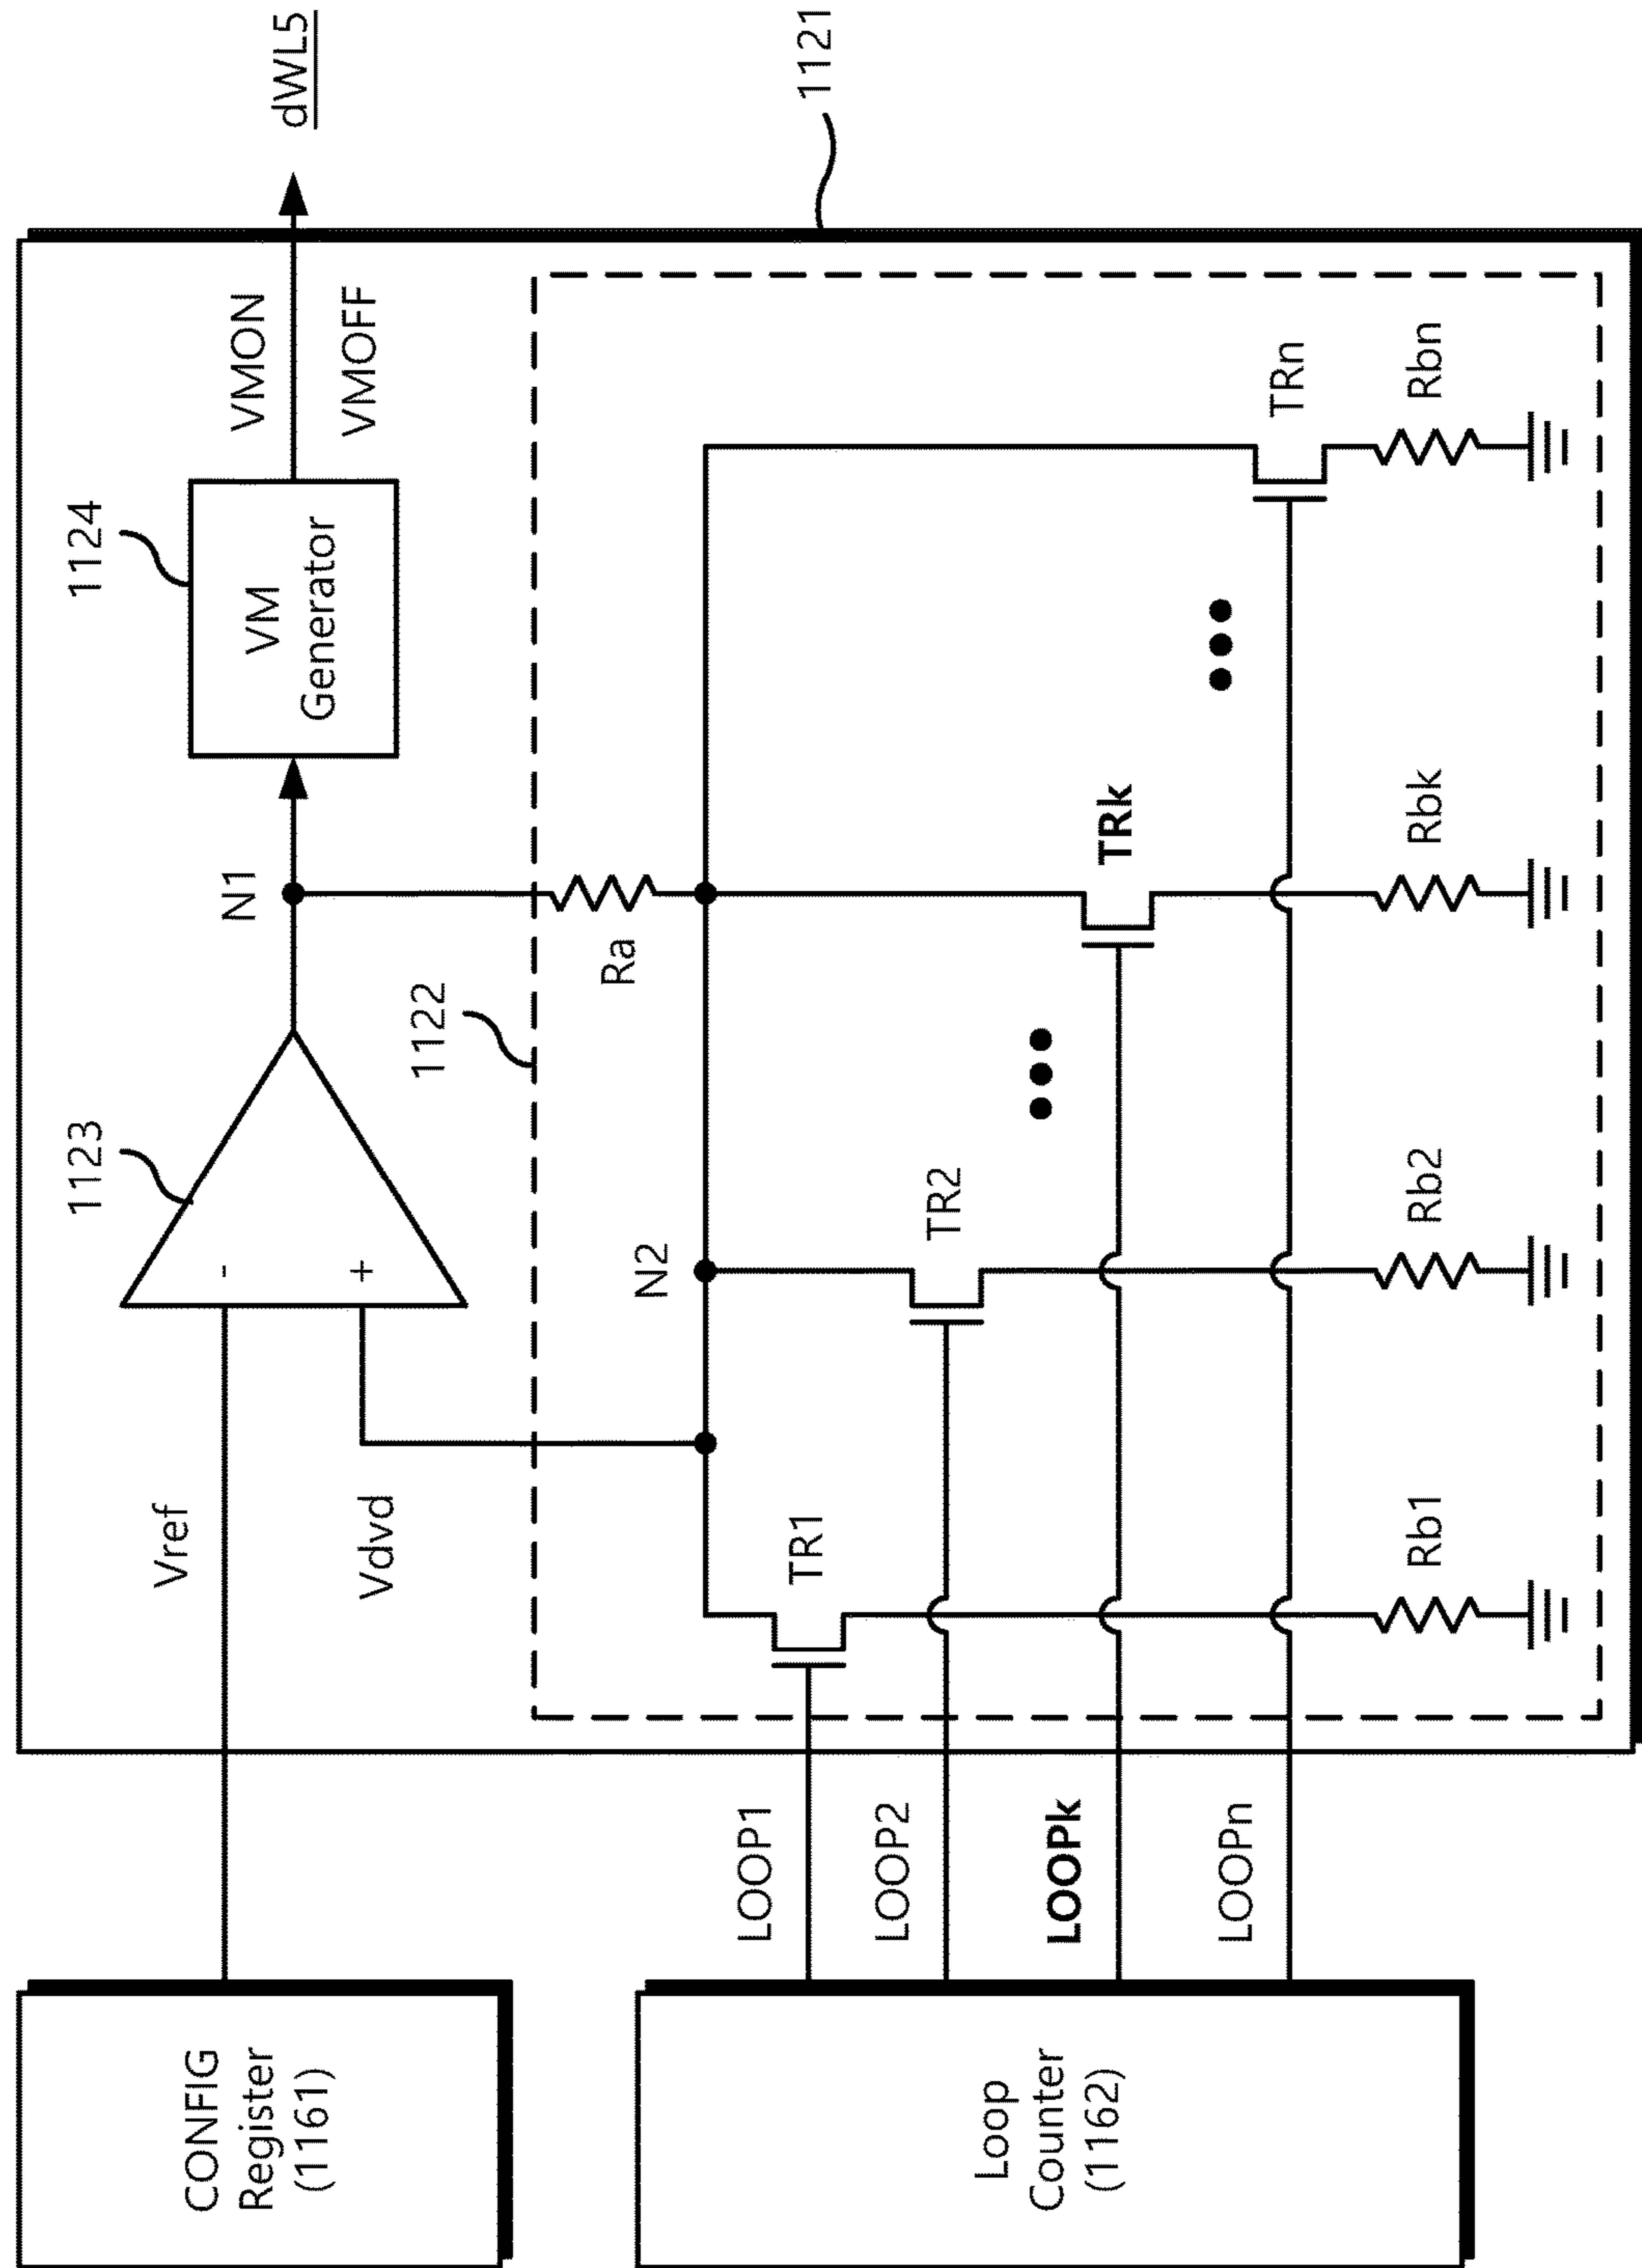 CONFIG
Register
(1161)
Loop
Counter
(1162)
Vref
Vdvd
LOOP1
LOOP2
LOOPk
LOOPn
1123
-
+
N1
1124
VM
Generator
VMON
VMOFF
dWL5
1121
1122
Ra
N2
TR1
TR2
TRk
TRn
Rb1
Rb2
Rbk
Rbn